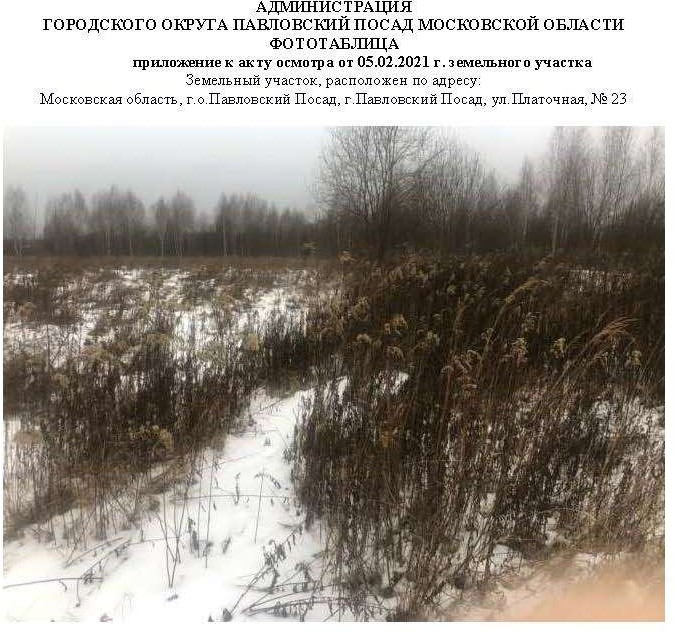 АДМИНИСТРАЦИЯ
ГОРОДСКОГО ОКРУГА ПАВЛОВСКИЙ ПОСАД МОСКОВСКОЙ ОБЛАСТИ
ФОТОТАБЛИЦА
приложение к акту осмотра от 05.02.2021 г. земельного участка
Земельный участок, расположен по адресу:
Московская область, г.о.Павловский Посад, г.Павловский Посад, ул.Платочная, № 23